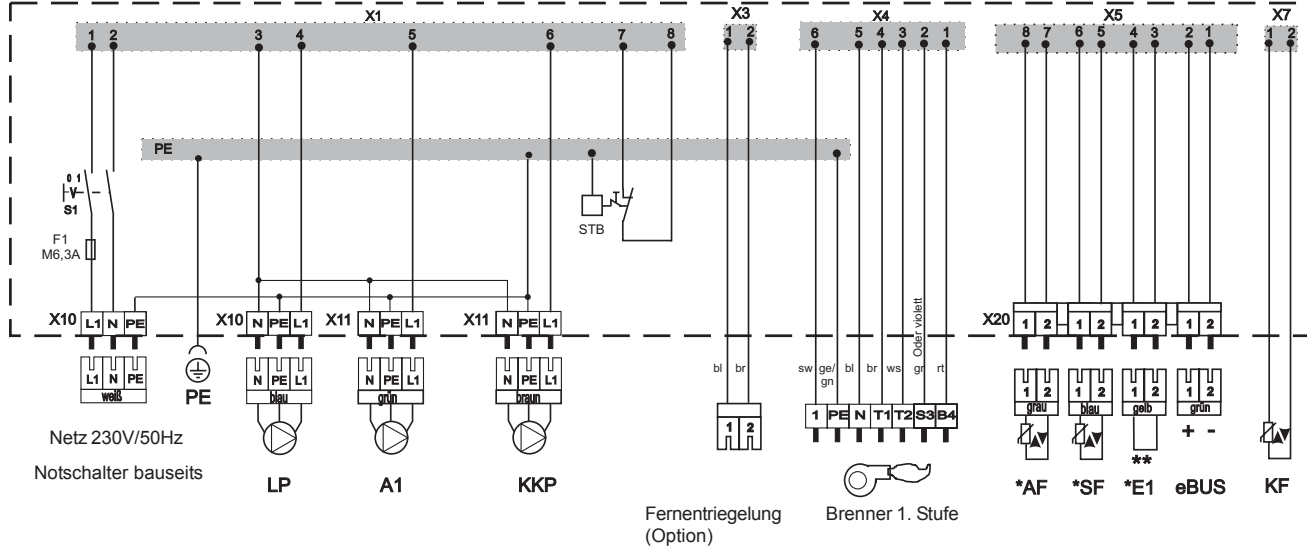 X1 X3 X4 X5 X7
1 2 3 4 5 6 7 8 1 2 6 5 4 3 2 1 8 7 6 5 4 3 2 1 1 2
PE
0 1
V
S1
STB
F1
M6,3A
Oder violett
X10 L1 N PE X10 N PE L1 X11 N PE L1 X11 N PE L1 X20 1 2 1 2 1 2 1 2
bl br sw ge/gn bl br ws gr rt
L1 N PE
weiß
PE
N PE L1
blau
N PE L1
grün
N PE L1
braun
1 2
1 PE N T1 T2 S3 B4
1 2
grau
1 2
blau
1 2
gelb
1 2
grün
+ -
**
Netz 230V/50Hz
Notschalter bauseits
LP A1 KKP
*AF *SF *E1 eBUS KF
Fernentriegelung
(Option)
Brenner 1. Stufe